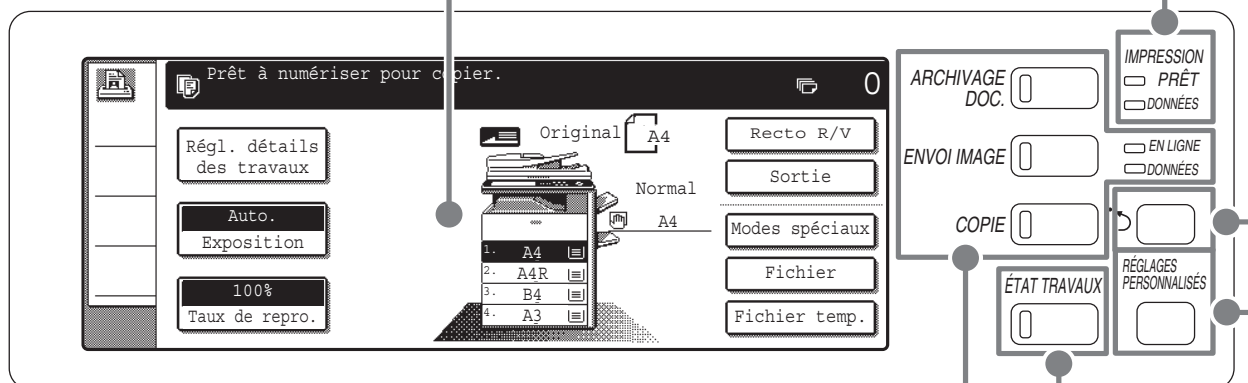 Prêt à numériser pour copier.
0
Régl. détails
des travaux
Auto.
Exposition
100%
Taux de repro.
Original
A4
Normal
A4
1. A4
2. A4R
3. B4
4. A3
Recto R/V
Sortie
Modes spéciaux
Fichier
Fichier temp.
ARCHIVAGE
DOC.
ENVOI IMAGE
COPIE
IMPRESSION
PRÊT
DONNÉES
EN LIGNE
DONNÉES
ÉTAT TRAVAUX
RÉGLAGES
PERSONNALISÉS